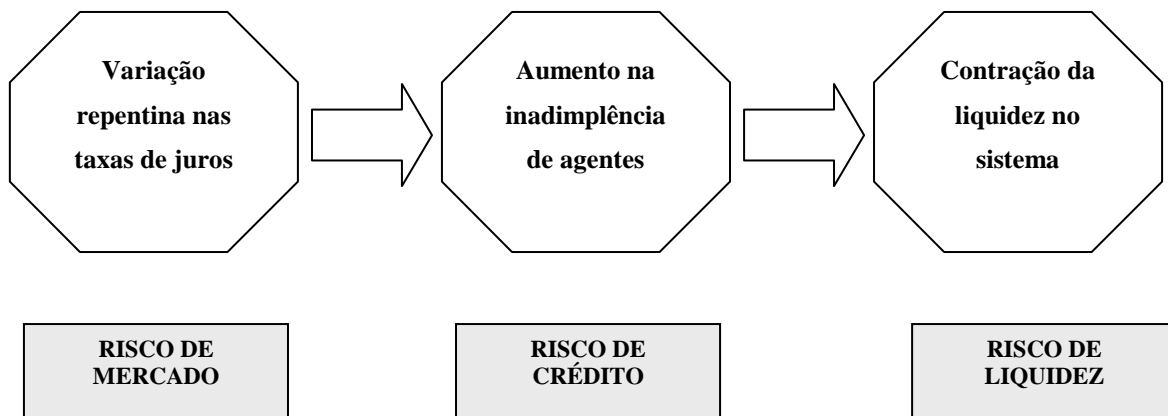 Variação
repentina nas
taxas de juros
Aumento na
inadimplência
de agentes
Contração da
liquidez no
sistema
RISCO DE
MERCADO
RISCO DE
CRÉDITO
RISCO DE
LIQUIDEZ